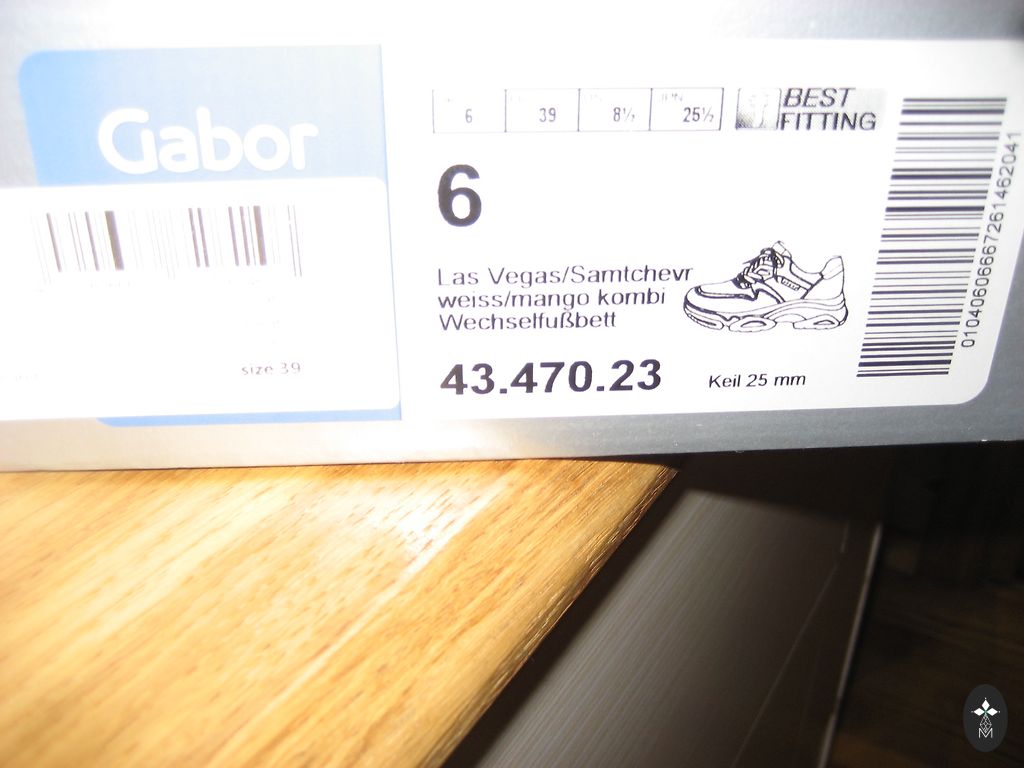 Gabor
size 39
6 39 8½ 25½
BEST
FITTING
6
Las Vegas/Samtchevr
weiss/mango kombi
Wechselfußbett
43.470.23 Keil 25 mm
01040606667261462041
M